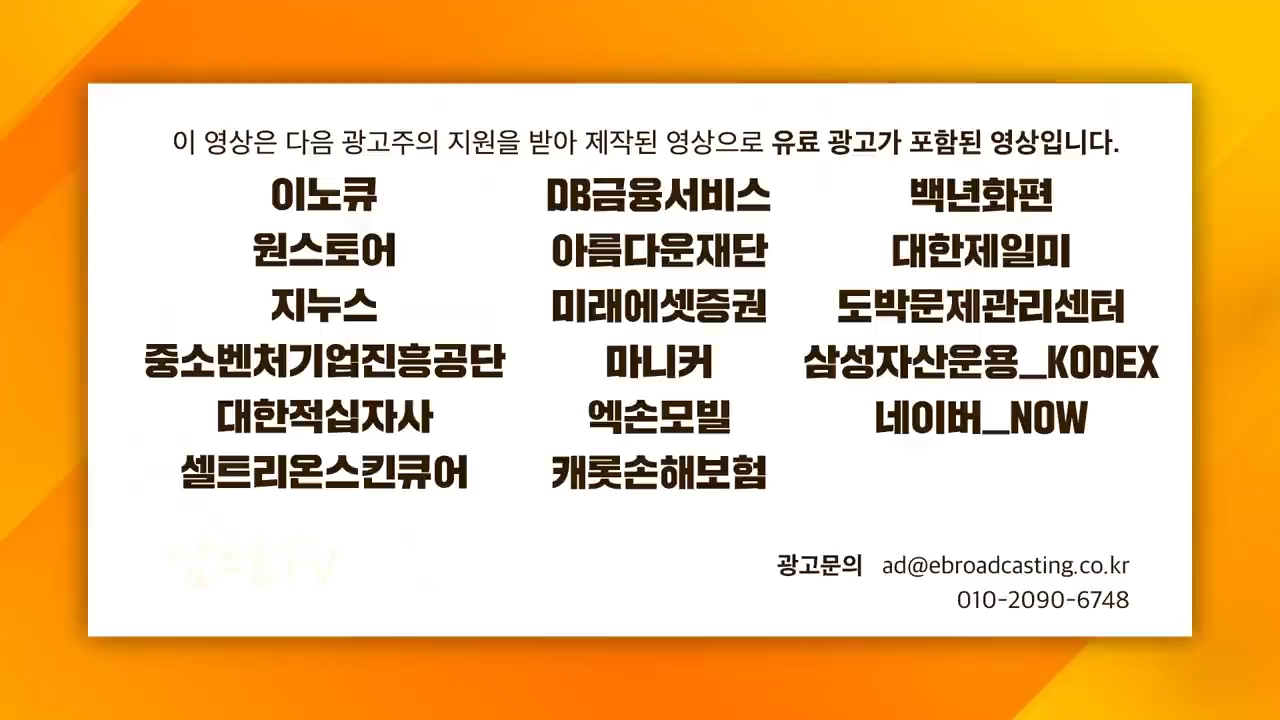 이 영상은 다음 광고주의 지원을 받아 제작된 영상으로 유료 광고가 포함된 영상입니다.
이노큐 DB금융서비스 백년화편
원스토어 아름다운재단 대한제일미
지누스 미래에셋증권 도박문제관리센터
중소벤처기업진흥공단 마니커 삼성자산운용_KODEX
대한적십자사 엑손모빌 네이버_NOW
셀트리온스킨큐어 캐롯손해보험
광고문의 ad@ebroadcasting.co.kr
010-2090-6748